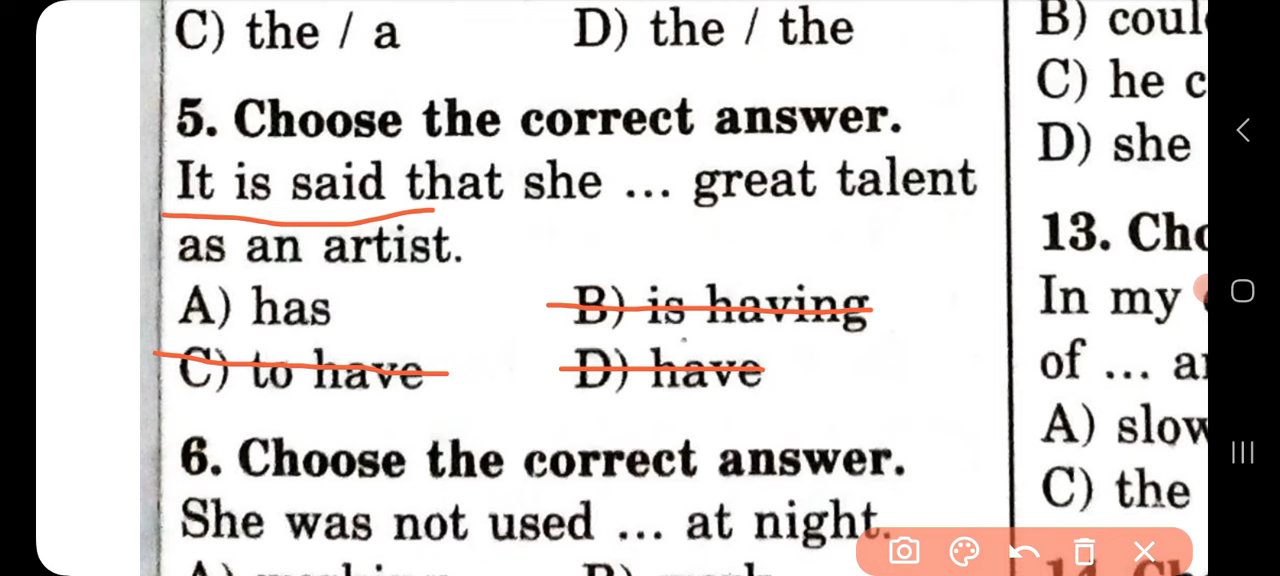 C) the / a D) the / the
5. Choose the correct answer.
It is said that she ... great talent
as an artist.
A) has B) is having
C) to have D) have
6. Choose the correct answer.
She was not used ... at night.
B)
C) he c
D) she
13. Cho
In my
of ... a
A) slow
C) the